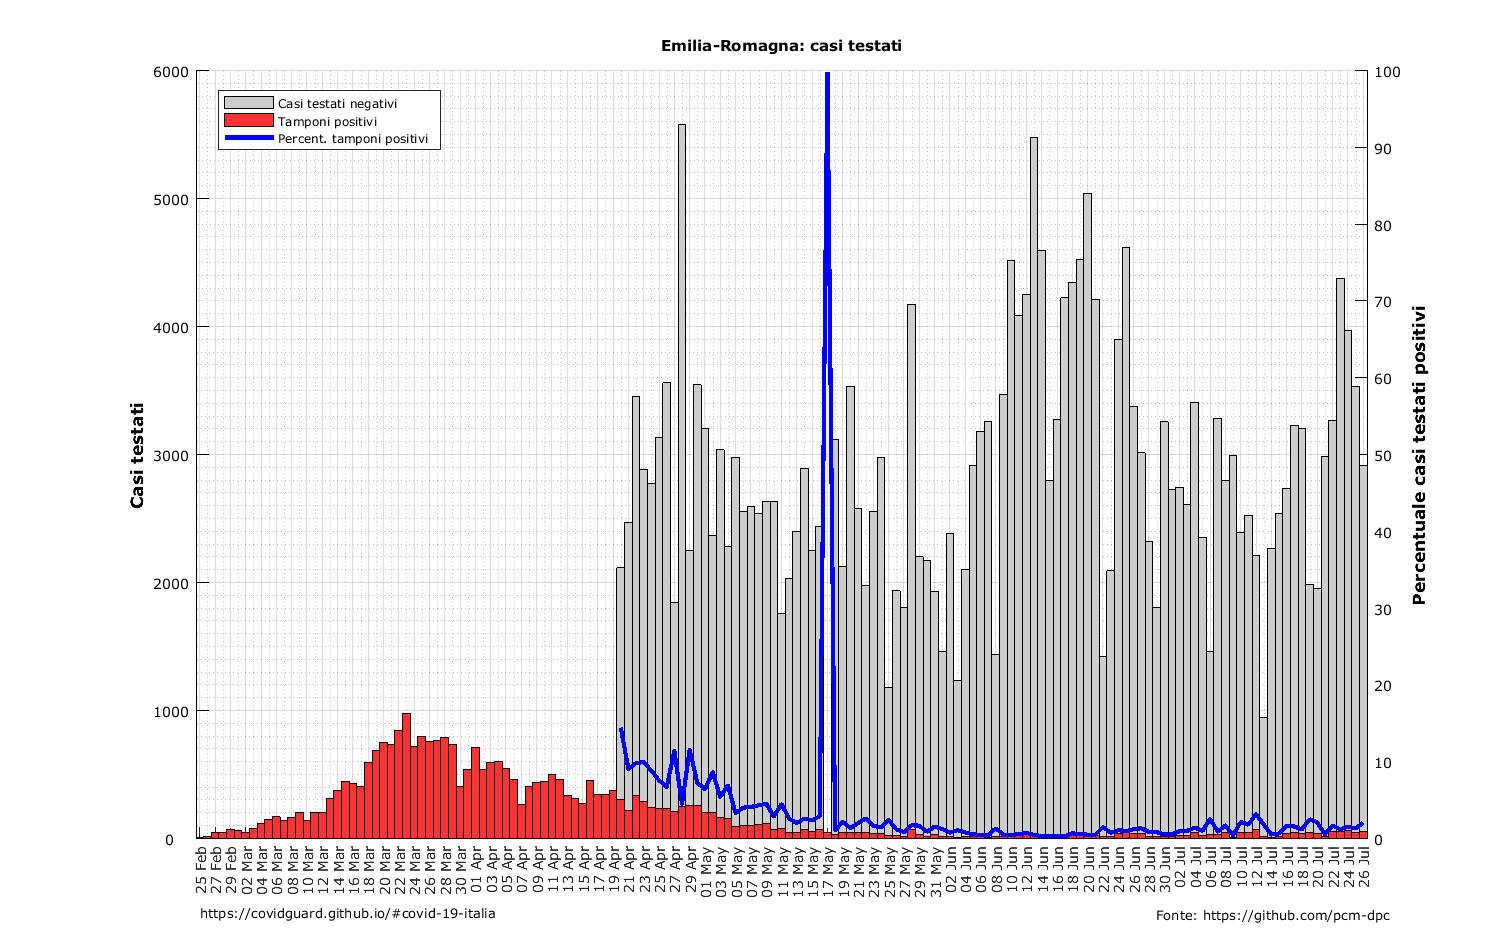 Emilia-Romagna: casi testati
Casi testati negativi
Tamponi positivi
Percent. tamponi positivi
Casi testati
6000
5000
4000
3000
2000
1000
0
100
90
80
70
60
50
40
30
20
10
0
Percentuale casi testati positivi
25 Feb
27 Feb
29 Feb
02 Mar
04 Mar
06 Mar
08 Mar
10 Mar
12 Mar
14 Mar
16 Mar
18 Mar
20 Mar
22 Mar
24 Mar
26 Mar
28 Mar
30 Mar
01 Apr
03 Apr
05 Apr
07 Apr
09 Apr
11 Apr
13 Apr
15 Apr
17 Apr
19 Apr
21 Apr
23 Apr
25 Apr
27 Apr
29 Apr
01 May
03 May
05 May
07 May
09 May
11 May
13 May
15 May
17 May
19 May
21 May
23 May
25 May
27 May
29 May
31 May
02 Jun
04 Jun
06 Jun
08 Jun
10 Jun
12 Jun
14 Jun
16 Jun
18 Jun
20 Jun
22 Jun
24 Jun
26 Jun
28 Jun
30 Jun
02 Jul
04 Jul
06 Jul
08 Jul
10 Jul
12 Jul
14 Jul
16 Jul
18 Jul
20 Jul
22 Jul
24 Jul
26 Jul
https://covidguard.github.io/#covid-19-italia
Fonte: https://github.com/pcm-dpc